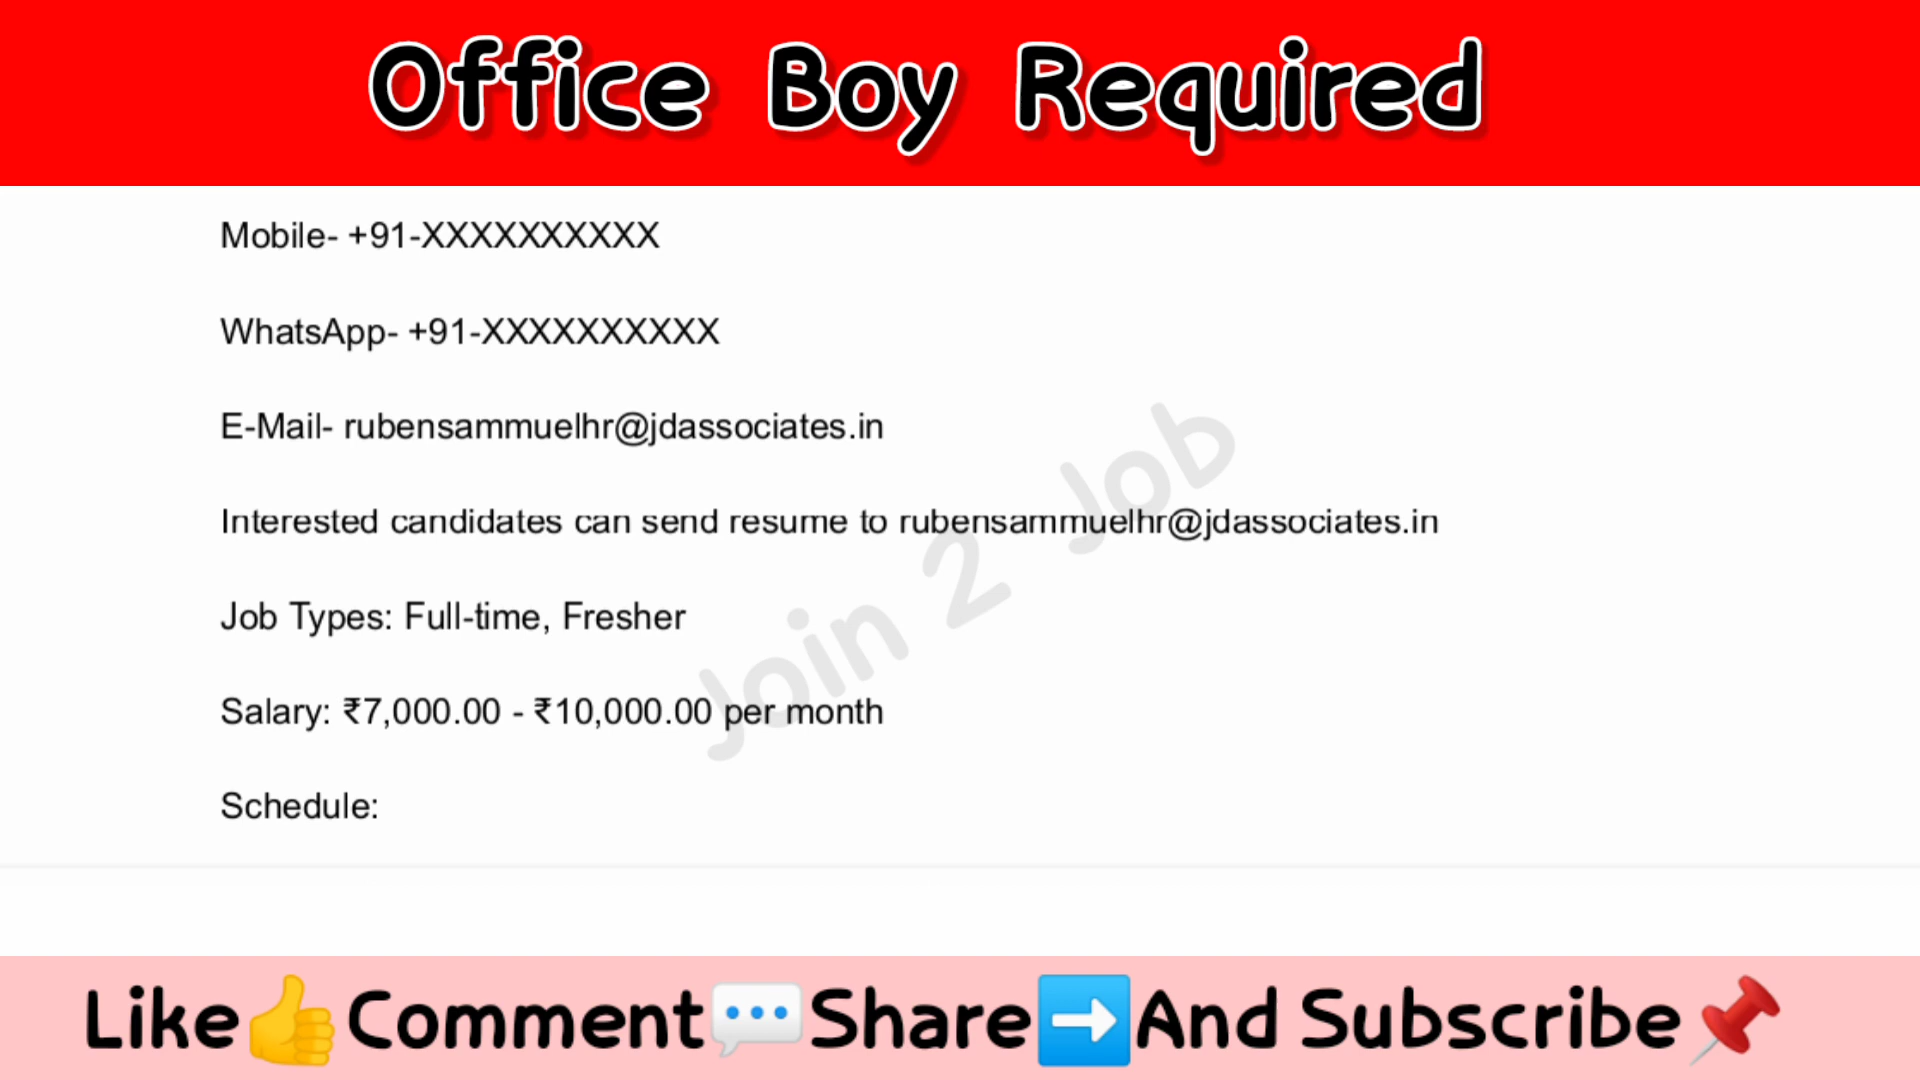 Office Boy Required
Mobile- +91-XXXXXXXXXX
WhatsApp- +91-XXXXXXXXXX
E-Mail- rubensammuelhr@jdassociates.in
Interested candidates can send resume to rubensammuelhr@jdassociates.in
Job Types: Full-time, Fresher
Salary: ₹7,000.00 - ₹10,000.00 per month
Schedule:
Join 2 Job
Like👍Comment💬Share➡️And Subscribe📌